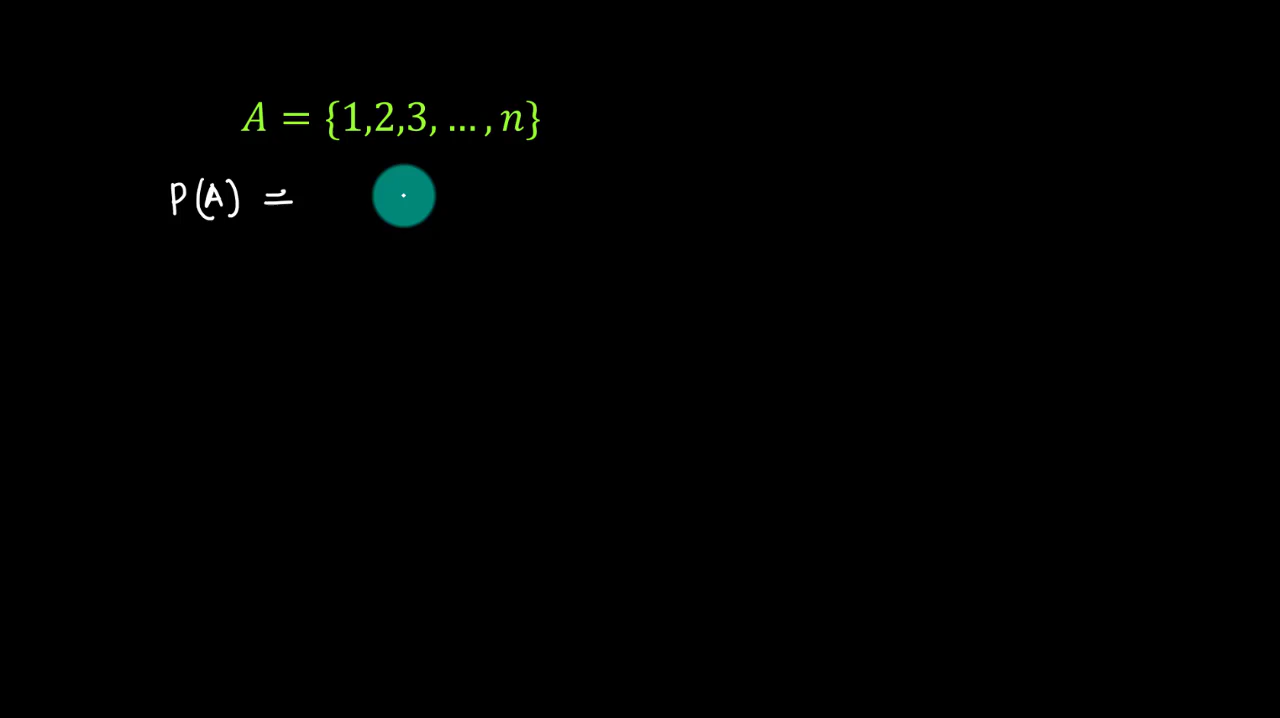 A = {1,2,3, ... , n}
P(A) =